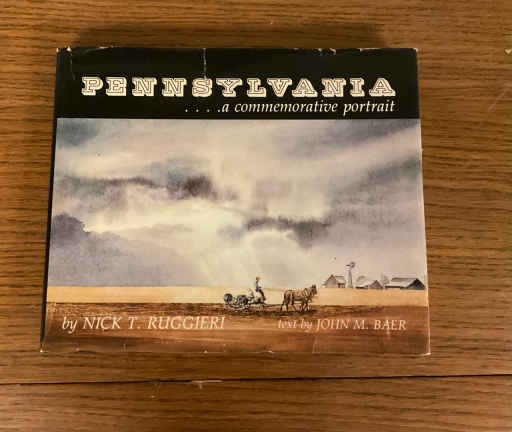 PENNSYLVANIA
. . . .a commemorative portrait
by NICK T. RUGGIERI
text by JOHN M. BAER